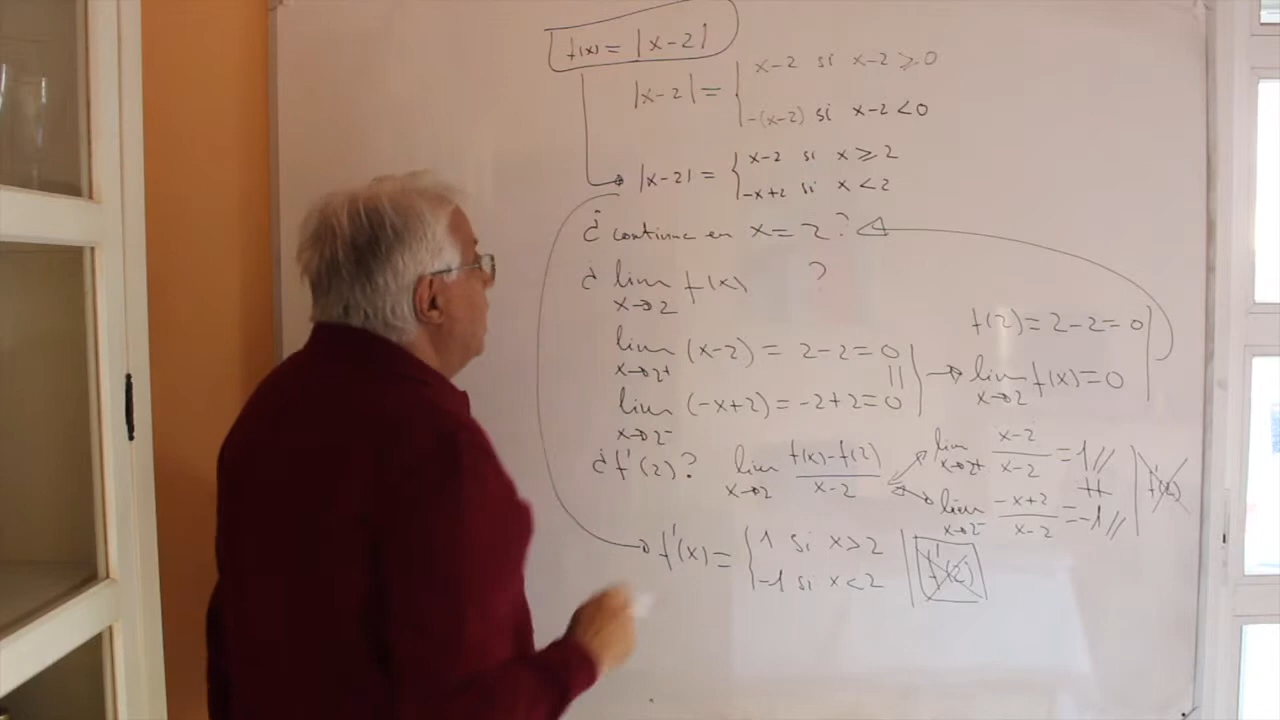 f(x) = |x-2|
|x-2| = { x-2 si x-2 ⩾ 0
-(x-2) si x-2 < 0
|x-2| = { x-2 si x ⩾ 2
-x+2 si x < 2
¿ continua en x = 2 ?
¿ lim x→2 f(x) ?
f(2) = 2-2 = 0
lim x→2+ (x-2) = 2-2 = 0
|| → lim x→2 f(x) = 0
lim x→2- (-x+2) = -2+2 = 0
¿ f'(2) ? lim x→2 f(x)-f(2) / x-2
lim x→2+ x-2 / x-2 = 1 //
≠ f'(2)
lim x→2- -x+2 / x-2 = -1 //
f'(x) = { 1 si x > 2
-1 si x < 2
f'(2)